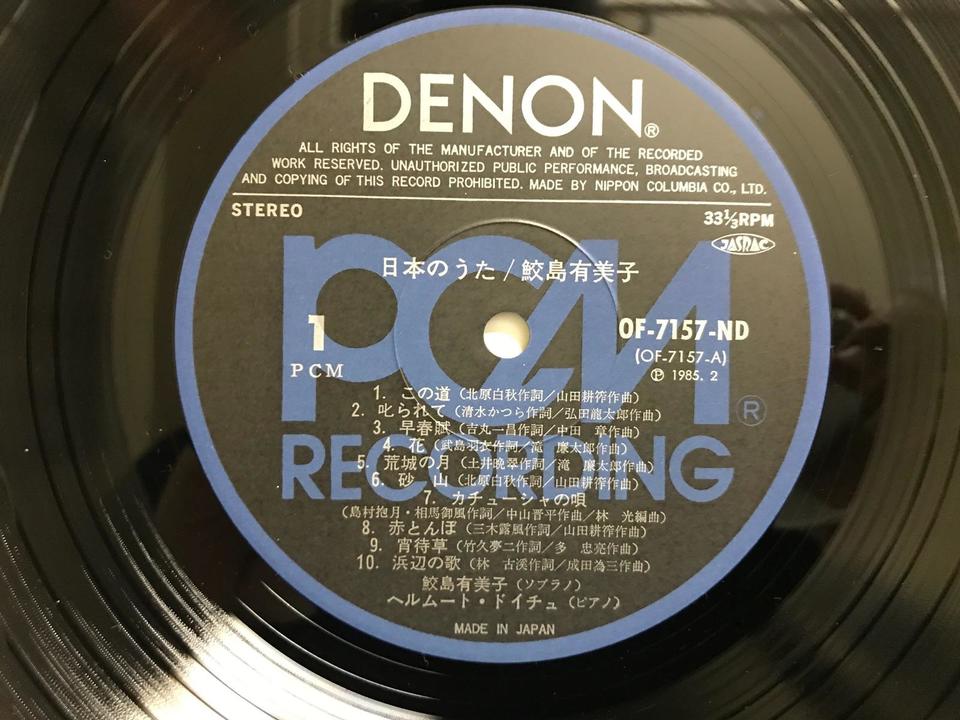 DENON®
ALL RIGHTS OF THE MANUFACTURER AND OF THE RECORDED
WORK RESERVED. UNAUTHORIZED PUBLIC PERFORMANCE, BROADCASTING
AND COPYING OF THIS RECORD PROHIBITED. MADE BY NIPPON COLUMBIA CO., LTD.
STEREO
33⅓RPM
JASRAC
PCM
RECORDING
®
日本のうた/鮫島有美子
1
PCM
OF-7157-ND
(OF-7157-A)
℗ 1985. 2
1. この道(北原白秋作詞/山田耕筰作曲)
2. 叱られて(清水かつら作詞/弘田龍太郎作曲)
3. 早春賦(吉丸一昌作詞/中田 章作曲)
4. 花(武島羽衣作詞/滝 廉太郎作曲)
5. 荒城の月(土井晩翠作詞/滝 廉太郎作曲)
6. 砂 山(北原白秋作詞/山田耕筰作曲)
7. カチューシャの唄
(島村抱月・相馬御風作詞/中山晋平作曲/林 光編曲)
8. 赤とんぼ(三木露風作詞/山田耕筰作曲)
9. 宵待草(竹久夢二作詞/多 忠亮作曲)
10. 浜辺の歌(林 古溪作詞/成田為三作曲)
鮫島有美子(ソプラノ)
ヘルムート・ドイチュ(ピアノ)
MADE IN JAPAN